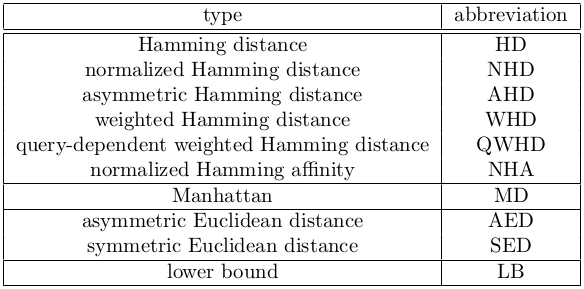 type abbreviation
Hamming distance HD
normalized Hamming distance NHD
asymmetric Hamming distance AHD
weighted Hamming distance WHD
query-dependent weighted Hamming distance QWHD
normalized Hamming affinity NHA
Manhattan MD
asymmetric Euclidean distance AED
symmetric Euclidean distance SED
lower bound LB